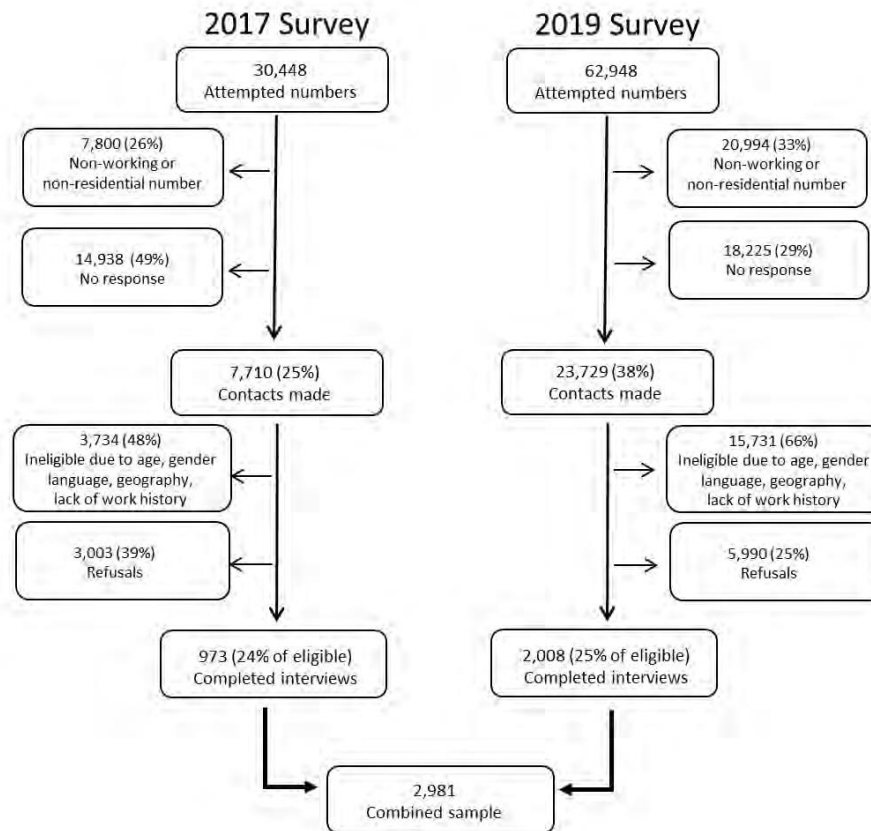 2017 Survey
30,448
Attempted numbers
7,800 (26%)
Non-working or
non-residential number
14,938 (49%)
No response
7,710 (25%)
Contacts made
3,734 (48%)
Ineligible due to age, gender
language, geography,
lack of work history
3,003 (39%)
Refusals
973 (24% of eligible)
Completed interviews
2019 Survey
62,948
Attempted numbers
20,994 (33%)
Non-working or
non-residential number
18,225 (29%)
No response
23,729 (38%)
Contacts made
15,731 (66%)
Ineligible due to age, gender
language, geography,
lack of work history
5,990 (25%)
Refusals
2,008 (25% of eligible)
Completed interviews
2,981
Combined sample